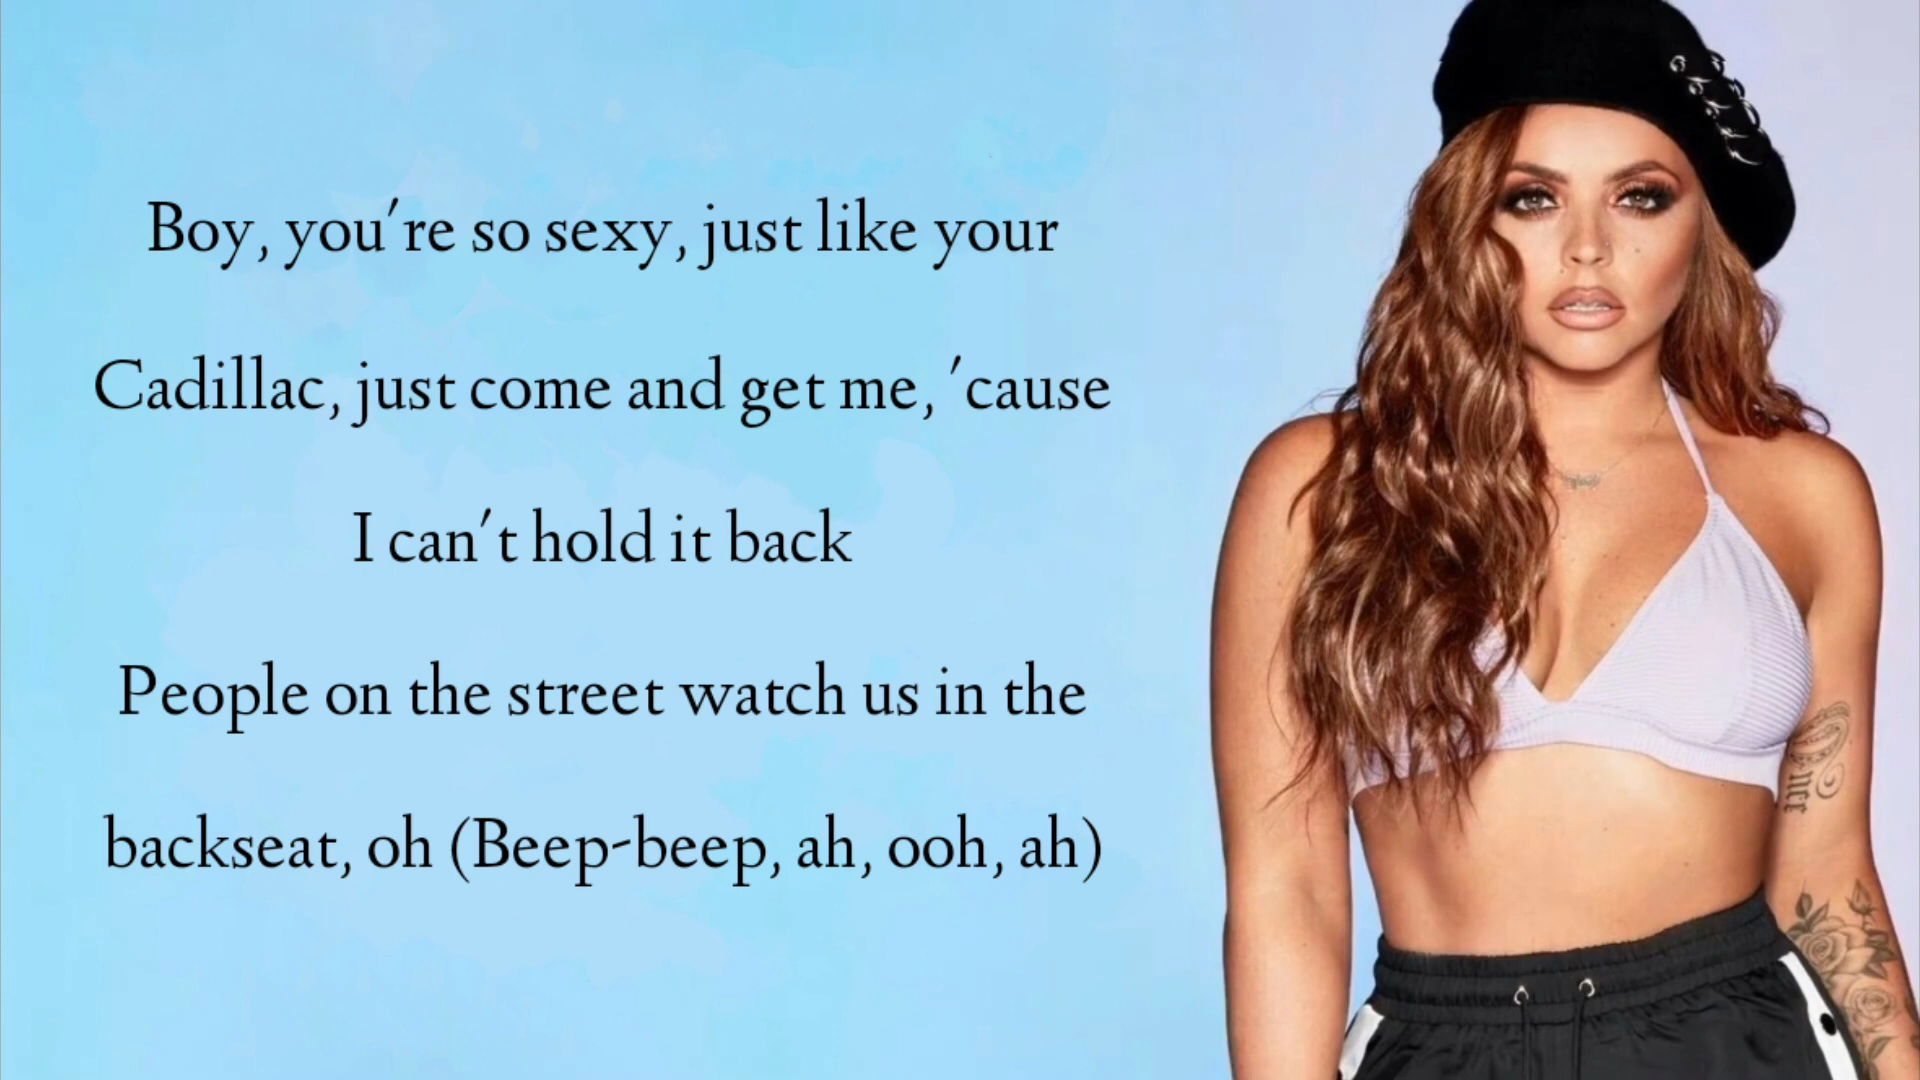 Boy, you're so sexy, just like your
Cadillac, just come and get me, 'cause
I can't hold it back
People on the street watch us in the
backseat, oh (Beep-beep, ah, ooh, ah)